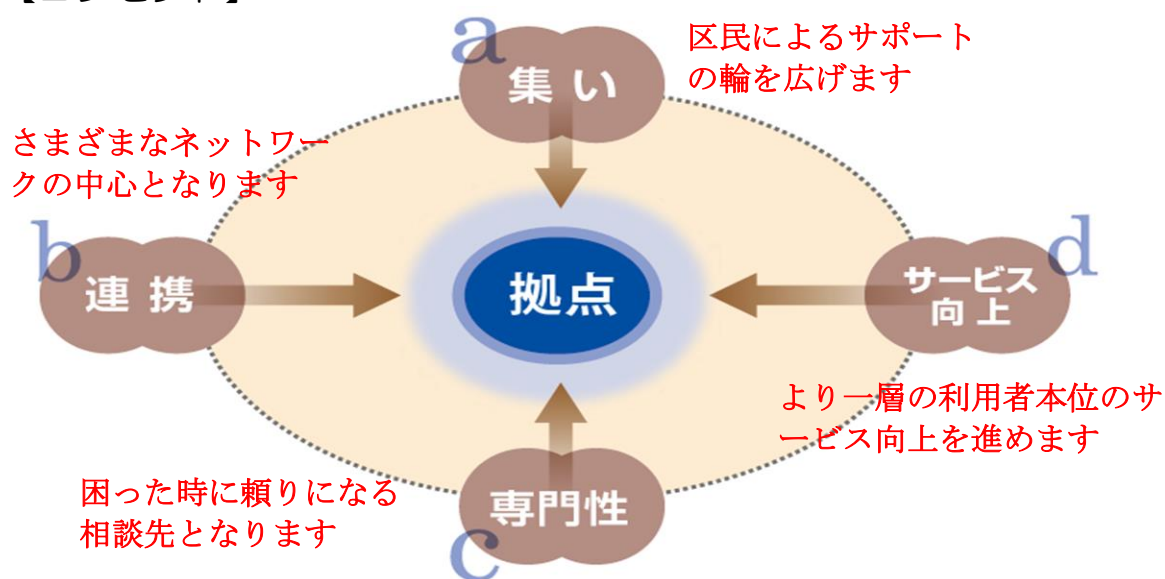 a
集い
区民によるサポート
の輪を広げます
さまざまなネットワー
クの中心となります
b
連携
拠点
d
サービス
向上
より一層の利用者本位のサ
ービス向上を進めます
困った時に頼りになる
相談先となります
専門性
c